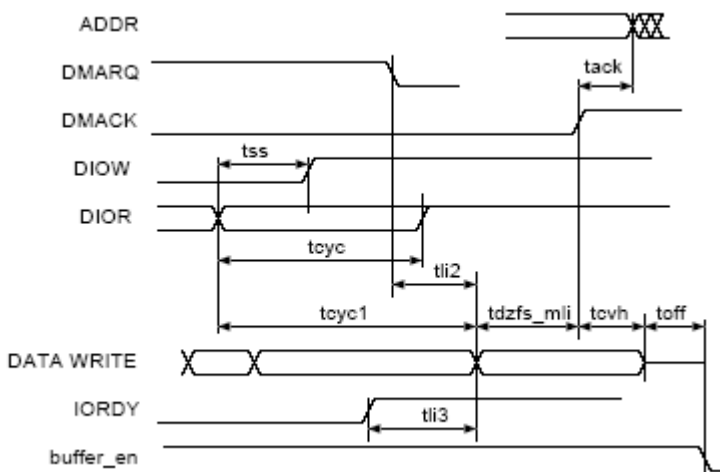 ADDR
DMARQ
tack
DMACK
tss
DIOW
DIOR
tcyc
tli2
tcyc1
tdzfs_mli
tcvh
toff
DATA WRITE
IORDY
tli3
buffer_en